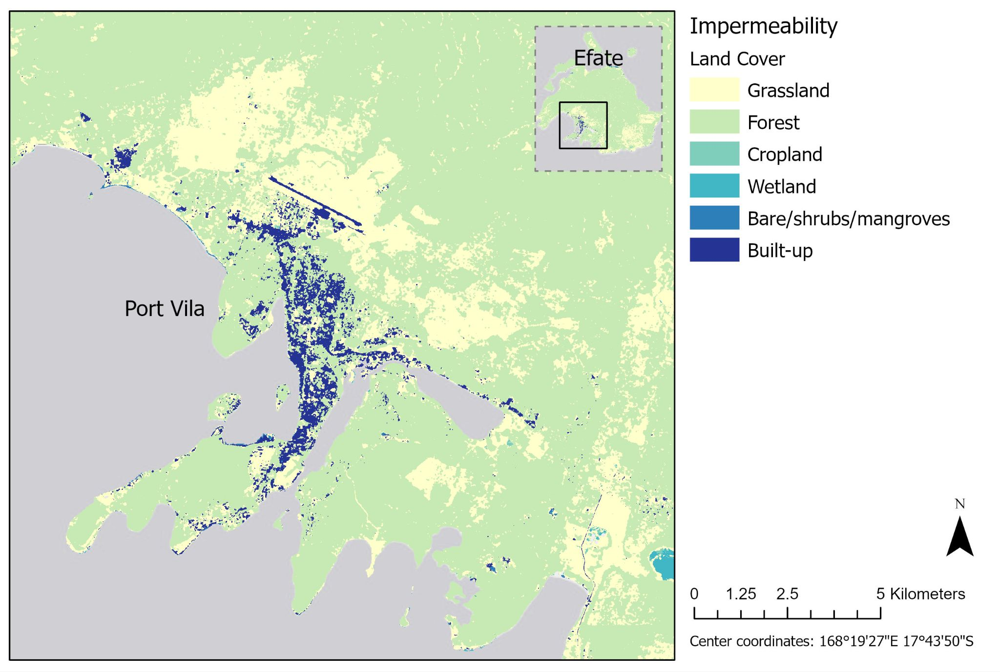 Impermeability
Land Cover
Grassland
Forest
Cropland
Wetland
Bare/shrubs/mangroves
Built-up
Efate
Port Vila
N
0 1.25 2.5 5 Kilometers
Center coordinates: 168°19'27"E 17°43'50"S